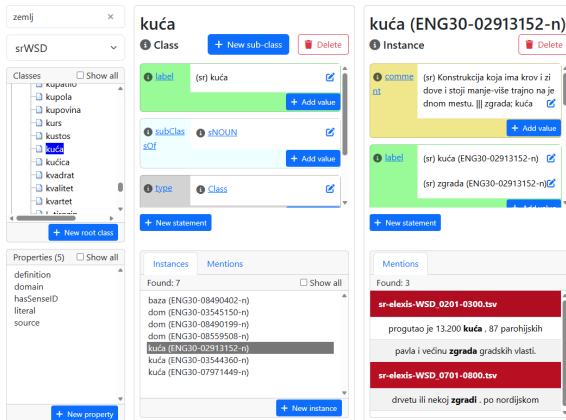 zemlj
srWSD
Classes
Show all
kupatilo
kupola
kupovina
kurs
kustos
kuća
kućica
kvadrat
kvalitet
kvartet
+ New root class
Properties (5)
Show all
definition
domain
hasSenseID
literal
source
+ New property
kuća
Class
+ New sub-class
Delete
label
(sr) kuća
+ Add value
subClas
sOf
sNOUN
+ Add value
type
Class
+ New statement
Instances
Mentions
Found: 7
Show all
baza (ENG30-08490402-n)
dom (ENG30-03545150-n)
dom (ENG30-08490199-n)
dom (ENG30-08559508-n)
kuća (ENG30-02913152-n)
kuća (ENG30-03544360-n)
kuća (ENG30-07971449-n)
+ New instance
kuća (ENG30-02913152-n)
Instance
Delete
comme
nt
(sr) Konstrukcija koja ima krov i zi
dove i stoji manje-više trajno na je
dnom mestu. ||| zgrada; kuća
+ Add value
label
(sr) kuća (ENG30-02913152-n)
(sr) zgrada (ENG30-02913152-n)
+ Add value
+ New statement
Mentions
Found: 3
sr-elexis-WSD_0201-0300.tsv
progutao je 13.200 kuća , 87 parohijskih
pavla i većinu zgrada gradskih vlasti.
sr-elexis-WSD_0701-0800.tsv
drvetu ili nekoj zgradi . po nordijskom